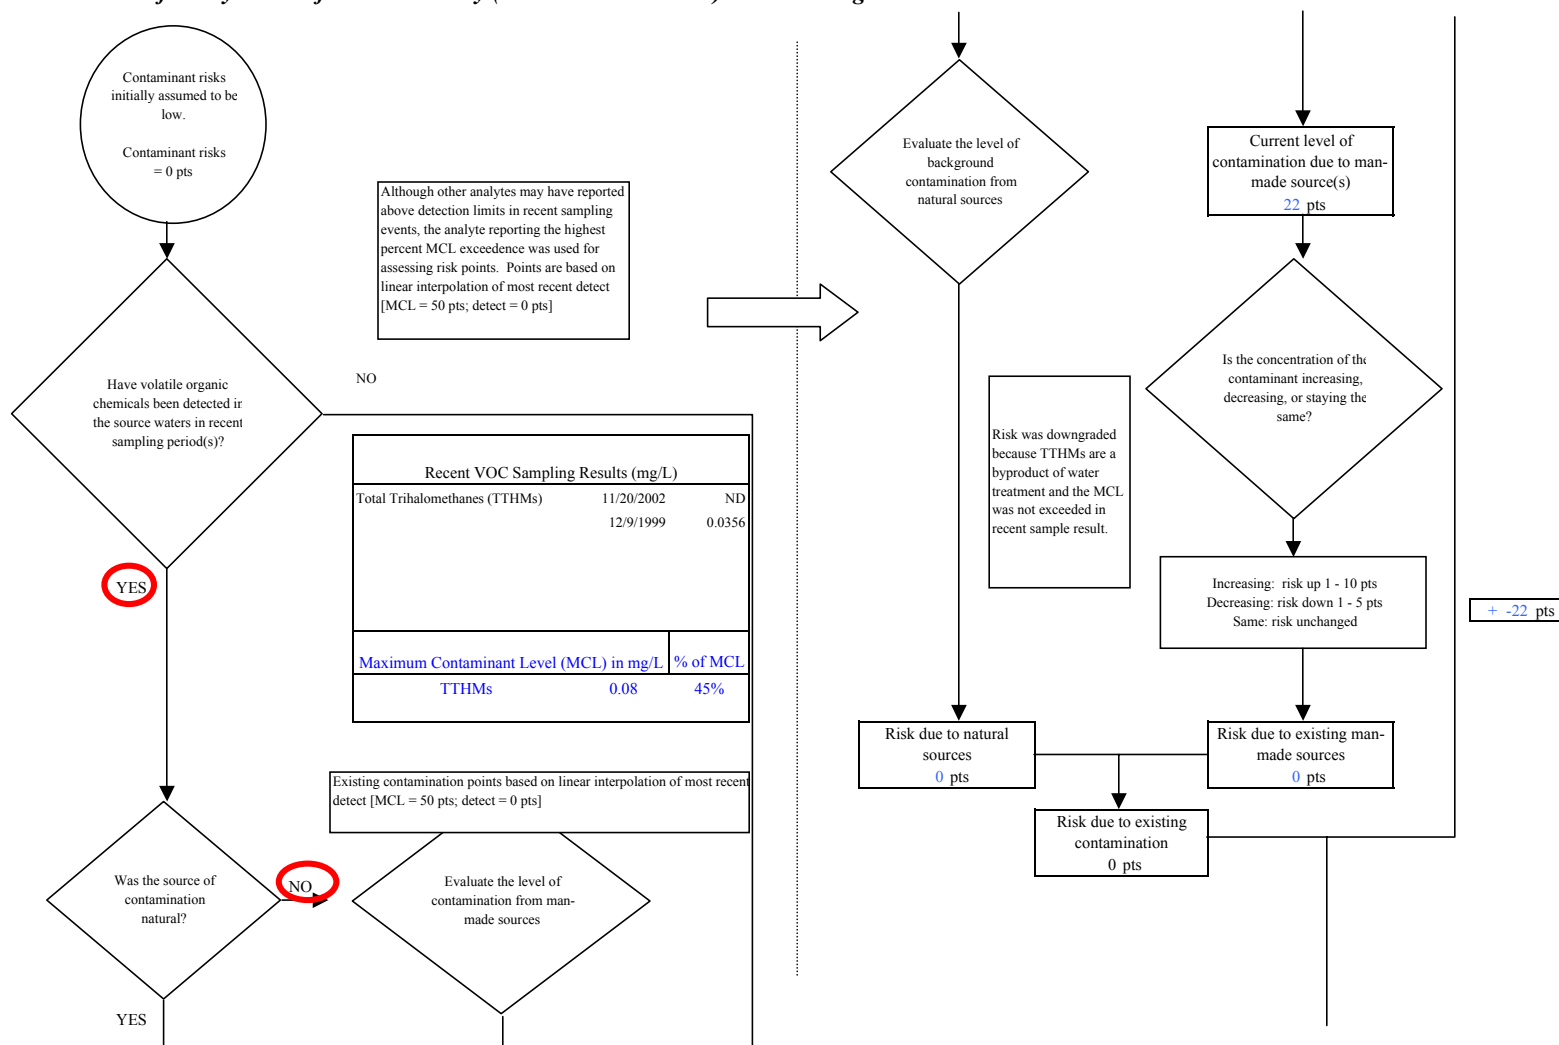 Contaminant risks
initially assumed to be
low.
Contaminant risks
= 0 pts
Although other analytes may have reported
above detection limits in recent sampling
events, the analyte reporting the highest
percent MCL exceedence was used for
assessing risk points. Points are based on
linear interpolation of most recent detect
[MCL = 50 pts; detect = 0 pts]
Have volatile organic
chemicals been detected in
the source waters in recent
sampling period(s)?
NO
YES
Recent VOC Sampling Results (mg/L)
Total Trihalomethanes (TTHMs) 11/20/2002 ND
12/9/1999 0.0356
Maximum Contaminant Level (MCL) in mg/L % of MCL
TTHMs 0.08 45%
Existing contamination points based on linear interpolation of most recent
detect [MCL = 50 pts; detect = 0 pts]
Was the source of
contamination
natural?
NO
YES
Evaluate the level of
contamination from man-
made sources
Evaluate the level of
background
contamination from
natural sources
Current level of
contamination due to man-
made source(s)
22 pts
Is the concentration of the
contaminant increasing,
decreasing, or staying the
same?
Risk was downgraded
because TTHMs are a
byproduct of water
treatment and the MCL
was not exceeded in
recent sample result.
Increasing: risk up 1 - 10 pts
Decreasing: risk down 1 - 5 pts
Same: risk unchanged
+ -22 pts
Risk due to natural
sources
0 pts
Risk due to existing man-
made sources
0 pts
Risk due to existing
contamination
0 pts